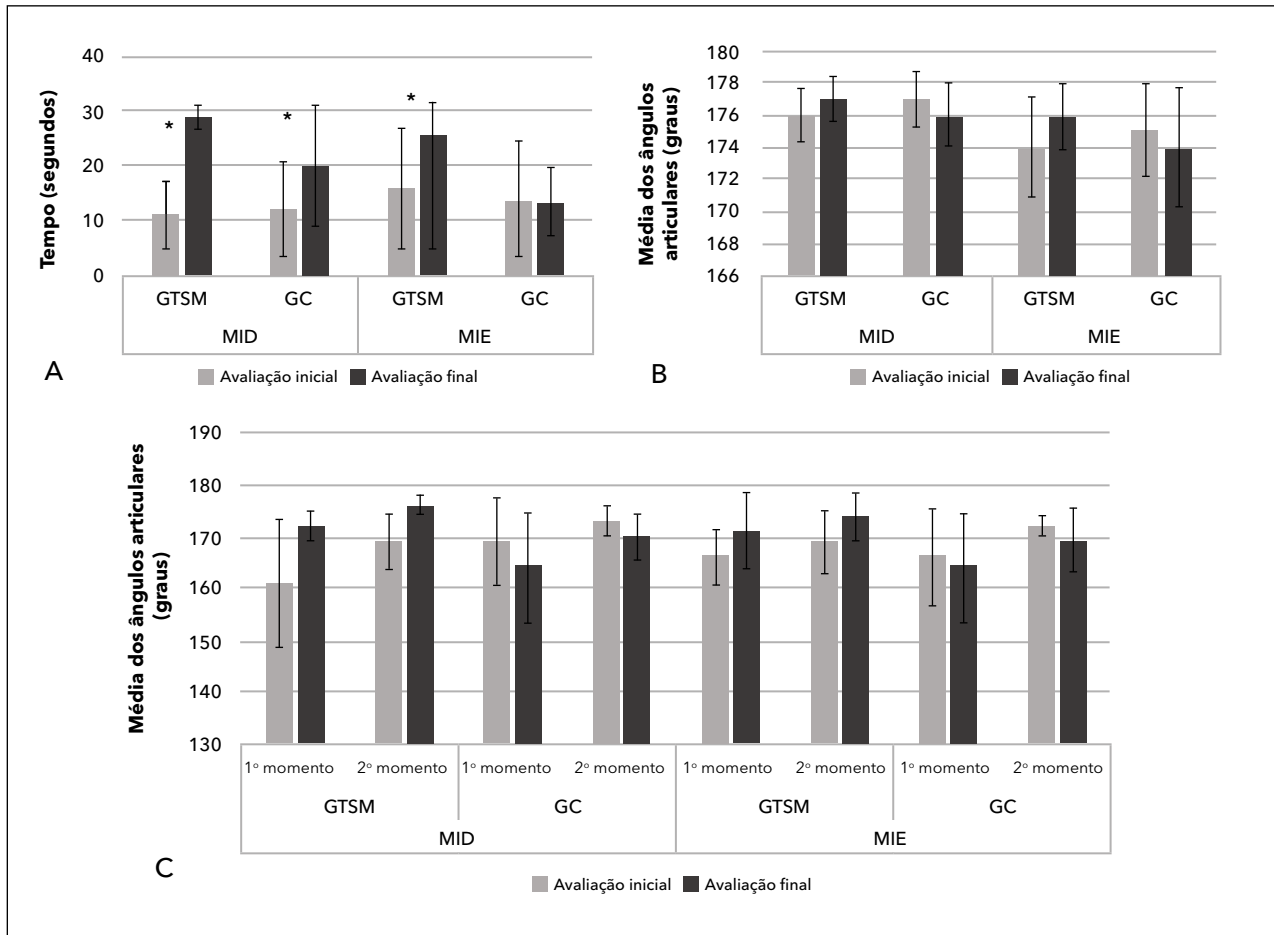 Tempo (segundos)
40
30
20
10
0
*
*
*
GTSM
GC
GTSM
GC
MID
MIE
A
Avaliação inicial
Avaliação final
Média dos ângulos
articulares (graus)
180
178
176
174
172
170
168
166
GTSM
GC
GTSM
GC
MID
MIE
B
Avaliação inicial
Avaliação final
Média dos ângulos articulares
(graus)
190
180
170
160
150
140
130
1º momento
2º momento
1º momento
2º momento
1º momento
2º momento
1º momento
2º momento
GTSM
GC
GTSM
GC
MID
MIE
C
Avaliação inicial
Avaliação final